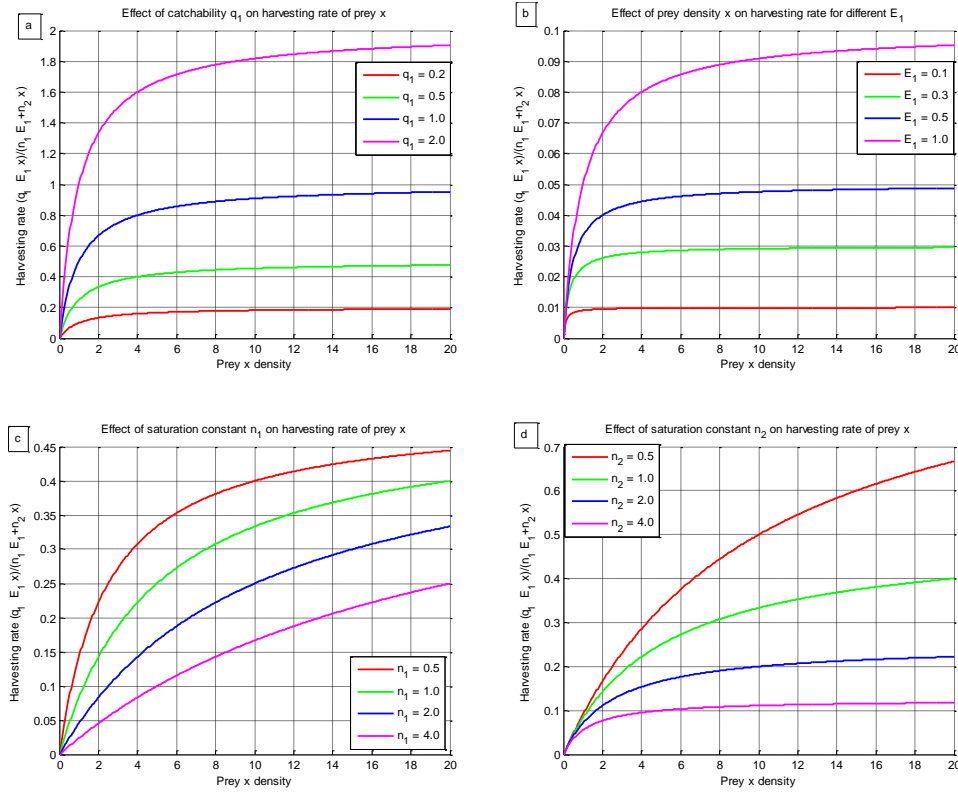 a
Effect of catchability q1 on harvesting rate of prey x
Harvesting rate (q1 E1 x)/(n1 E1+n2 x)
2
1.8
1.6
1.4
1.2
1
0.8
0.6
0.4
0.2
0
q1 = 0.2
q1 = 0.5
q1 = 1.0
q1 = 2.0
0 2 4 6 8 10 12 14 16 18 20
Prey x density
b
Effect of prey density x on harvesting rate for different E1
Harvesting rate (q1 E1 x)/(n1 E1+n2 x)
0.1
0.09
0.08
0.07
0.06
0.05
0.04
0.03
0.02
0.01
0
E1 = 0.1
E1 = 0.3
E1 = 0.5
E1 = 1.0
0 2 4 6 8 10 12 14 16 18 20
Prey x density
c
Effect of saturation constant n1 on harvesting rate of prey x
Harvesting rate (q1 E1 x)/(n1 E1+n2 x)
0.45
0.4
0.35
0.3
0.25
0.2
0.15
0.1
0.05
0
n1 = 0.5
n1 = 1.0
n1 = 2.0
n1 = 4.0
0 2 4 6 8 10 12 14 16 18 20
Prey x density
d
Effect of saturation constant n2 on harvesting rate of prey x
Harvesting rate (q1 E1 x)/(n1 E1+n2 x)
0.7
0.6
0.5
0.4
0.3
0.2
0.1
0
n2 = 0.5
n2 = 1.0
n2 = 2.0
n2 = 4.0
0 2 4 6 8 10 12 14 16 18 20
Prey x density